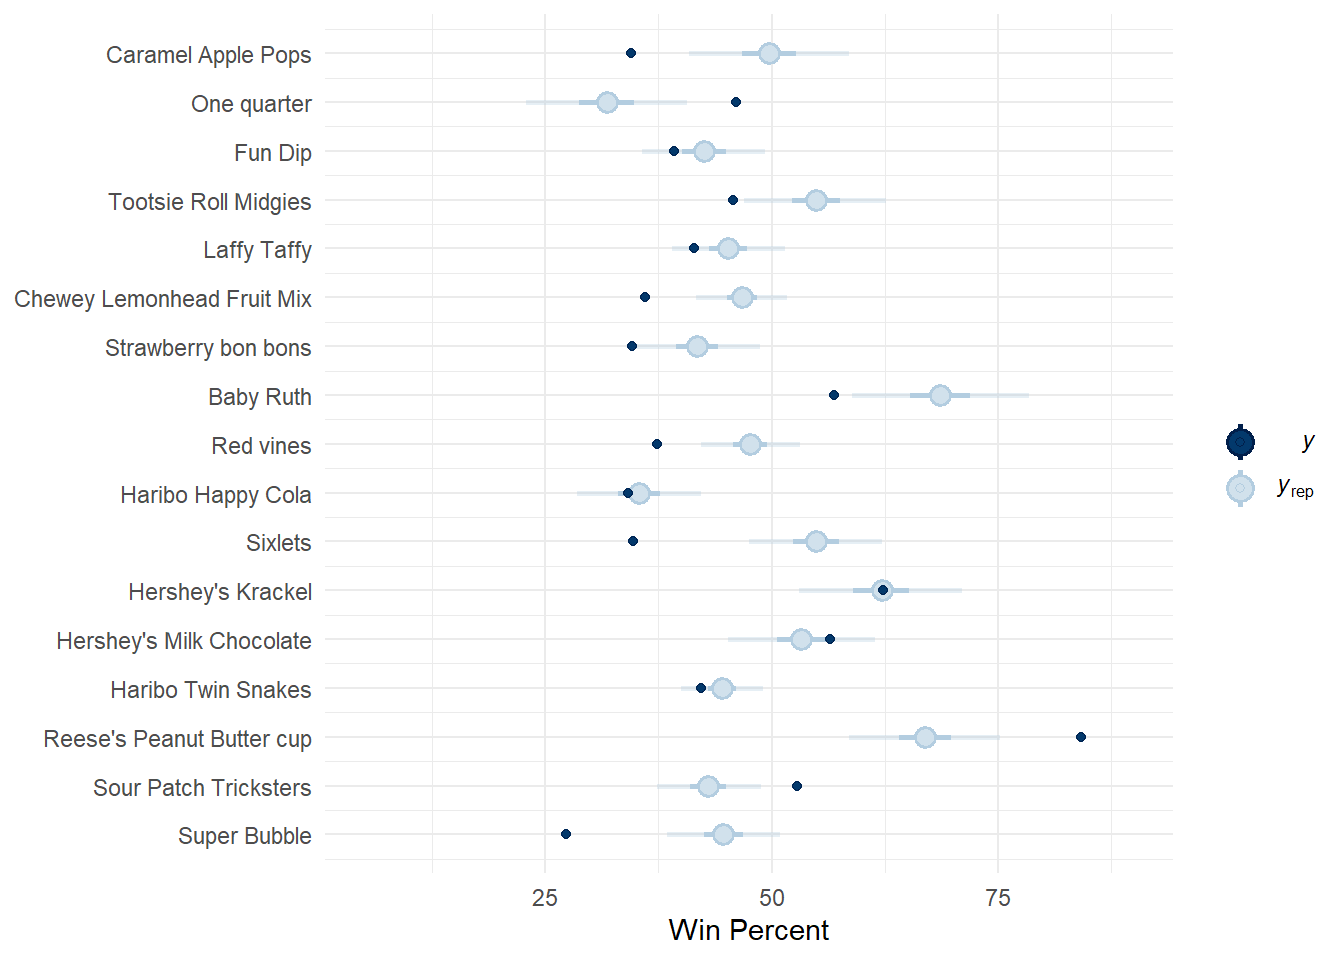 Caramel Apple Pops
One quarter
Fun Dip
Tootsie Roll Midgies
Laffy Taffy
Chewey Lemonhead Fruit Mix
Strawberry bon bons
Baby Ruth
Red vines
Haribo Happy Cola
Sixlets
Hershey's Krackel
Hershey's Milk Chocolate
Haribo Twin Snakes
Reese's Peanut Butter cup
Sour Patch Tricksters
Super Bubble
25 50 75
Win Percent
y
yrep